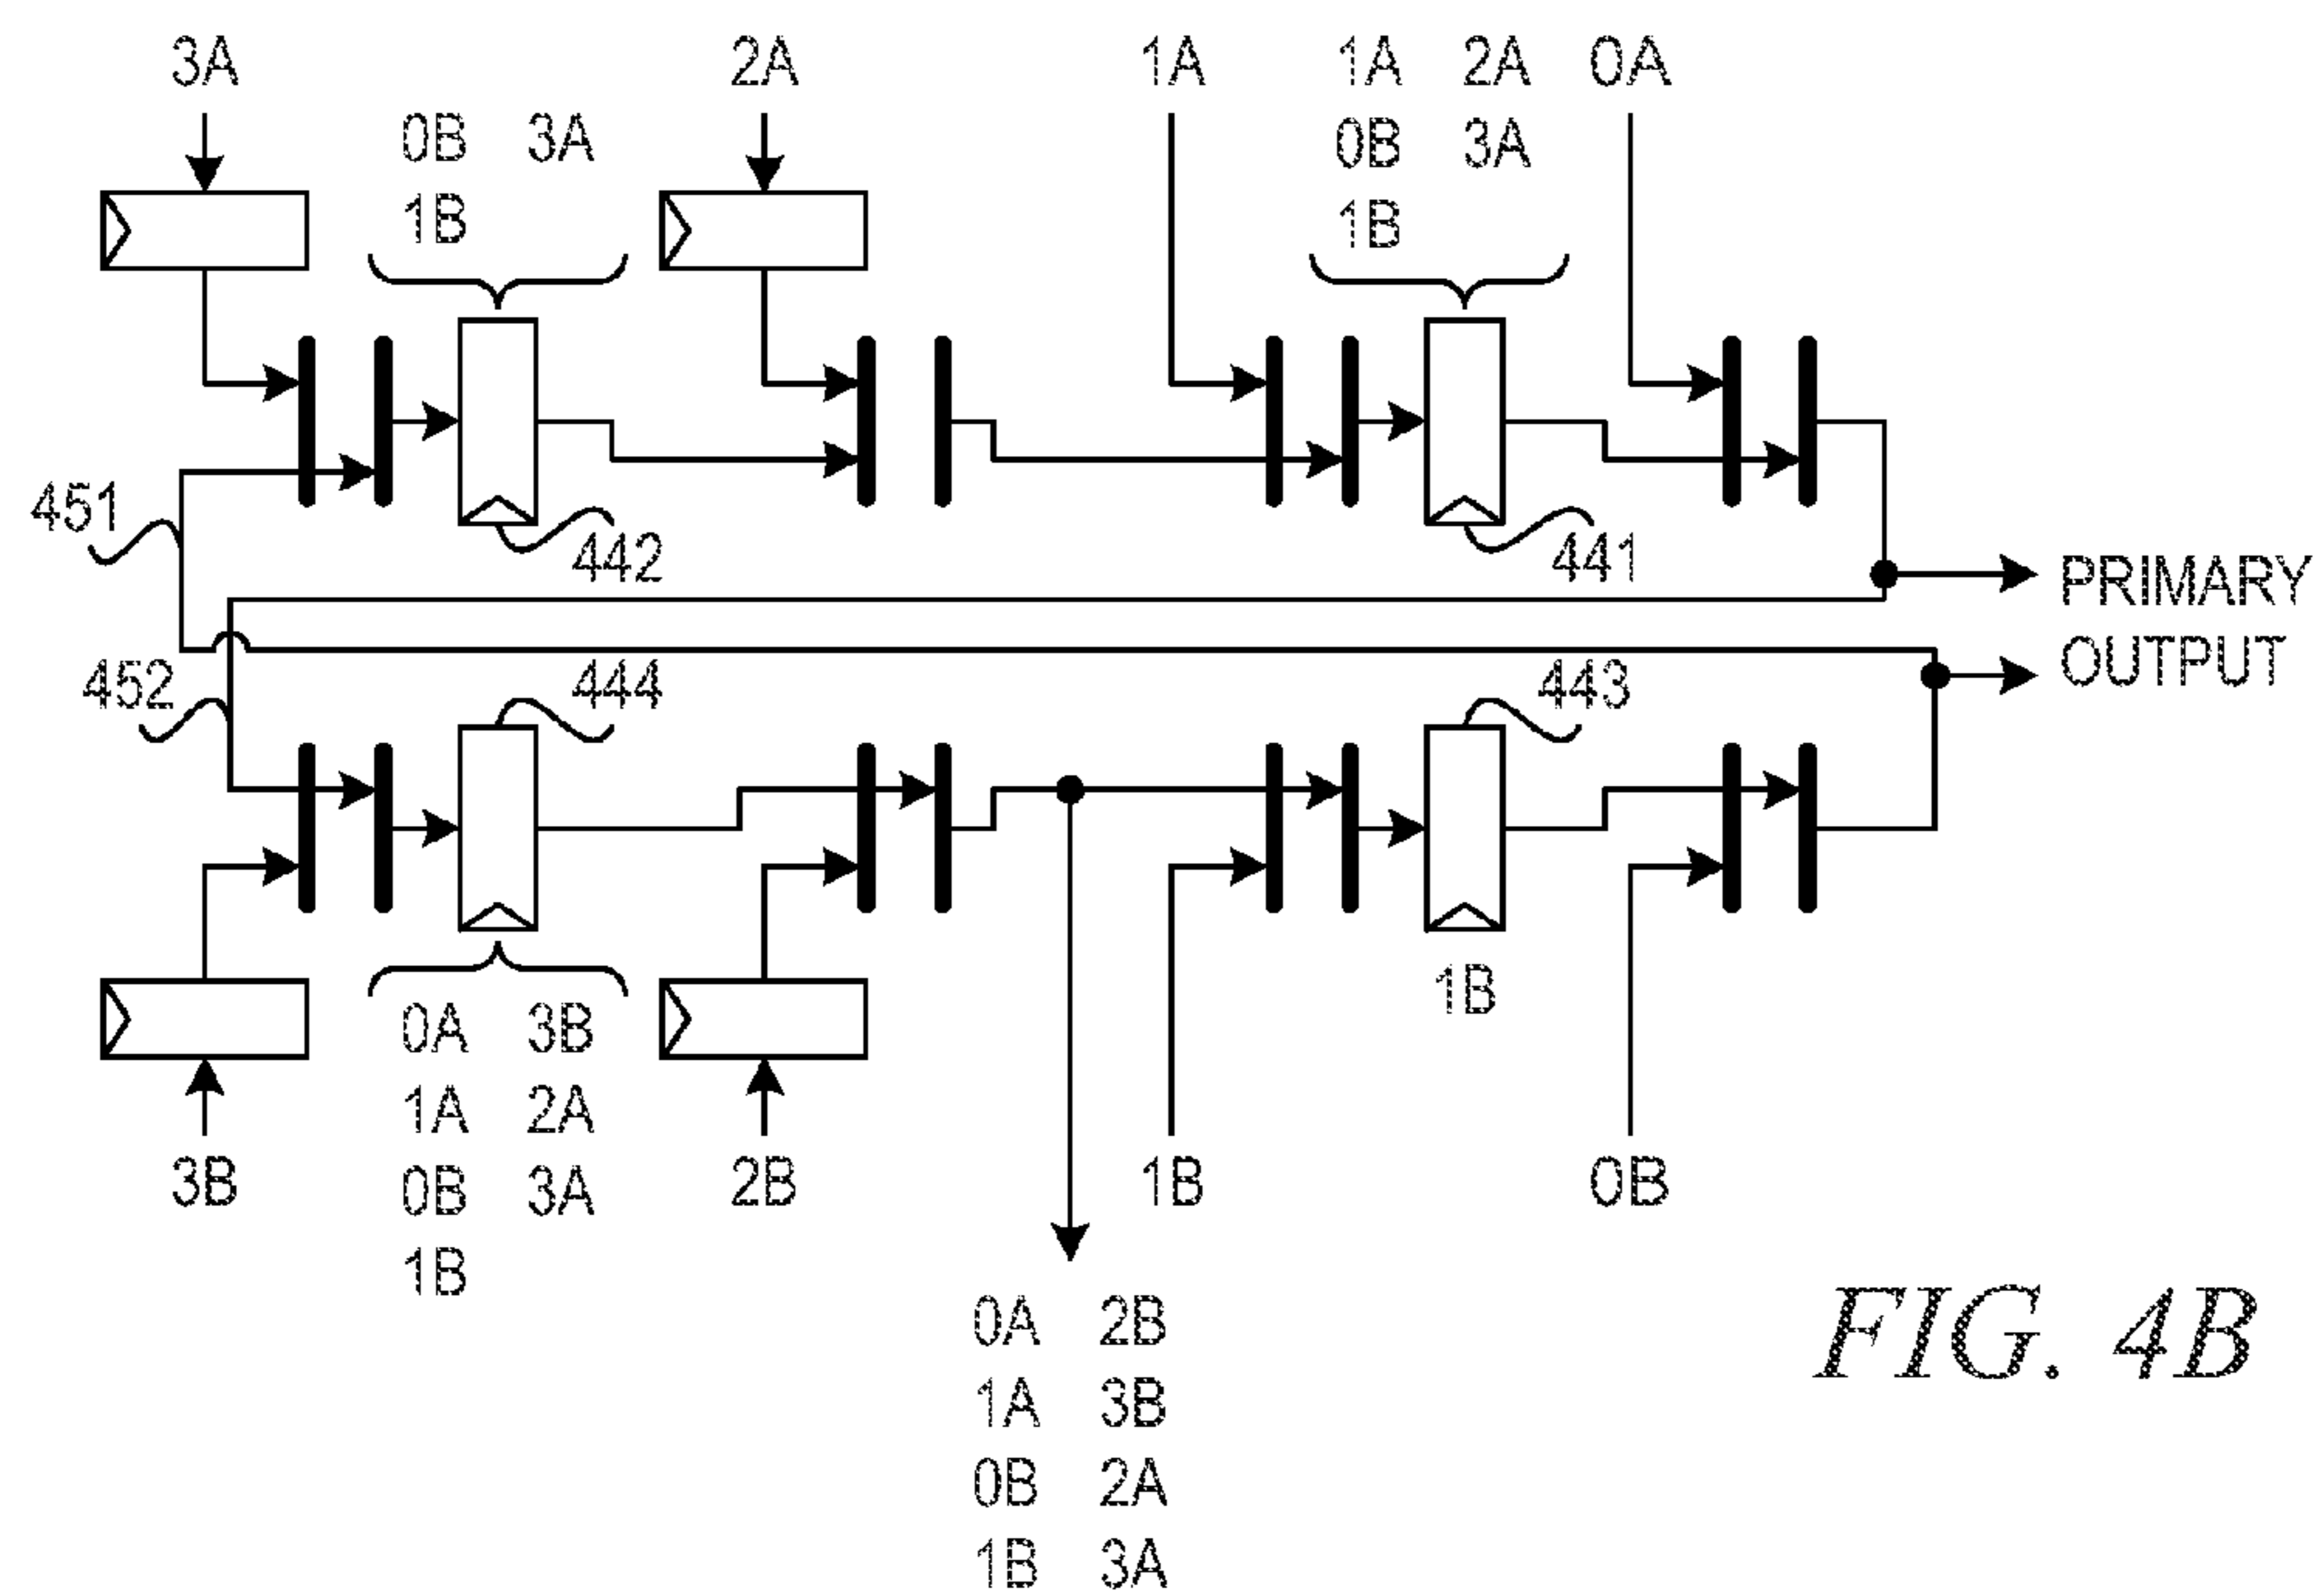 3A 2A 1A 1A 2A 0A
0B 3A 0B 3A
1B 1B
451
442 441
PRIMARY
OUTPUT
452 444 443
1B
0A 3B
1A 2A
3B 0B 3A 2B 1B 0B
1B
0A 2B
1A 3B
0B 2A
1B 3A
FIG. 4B